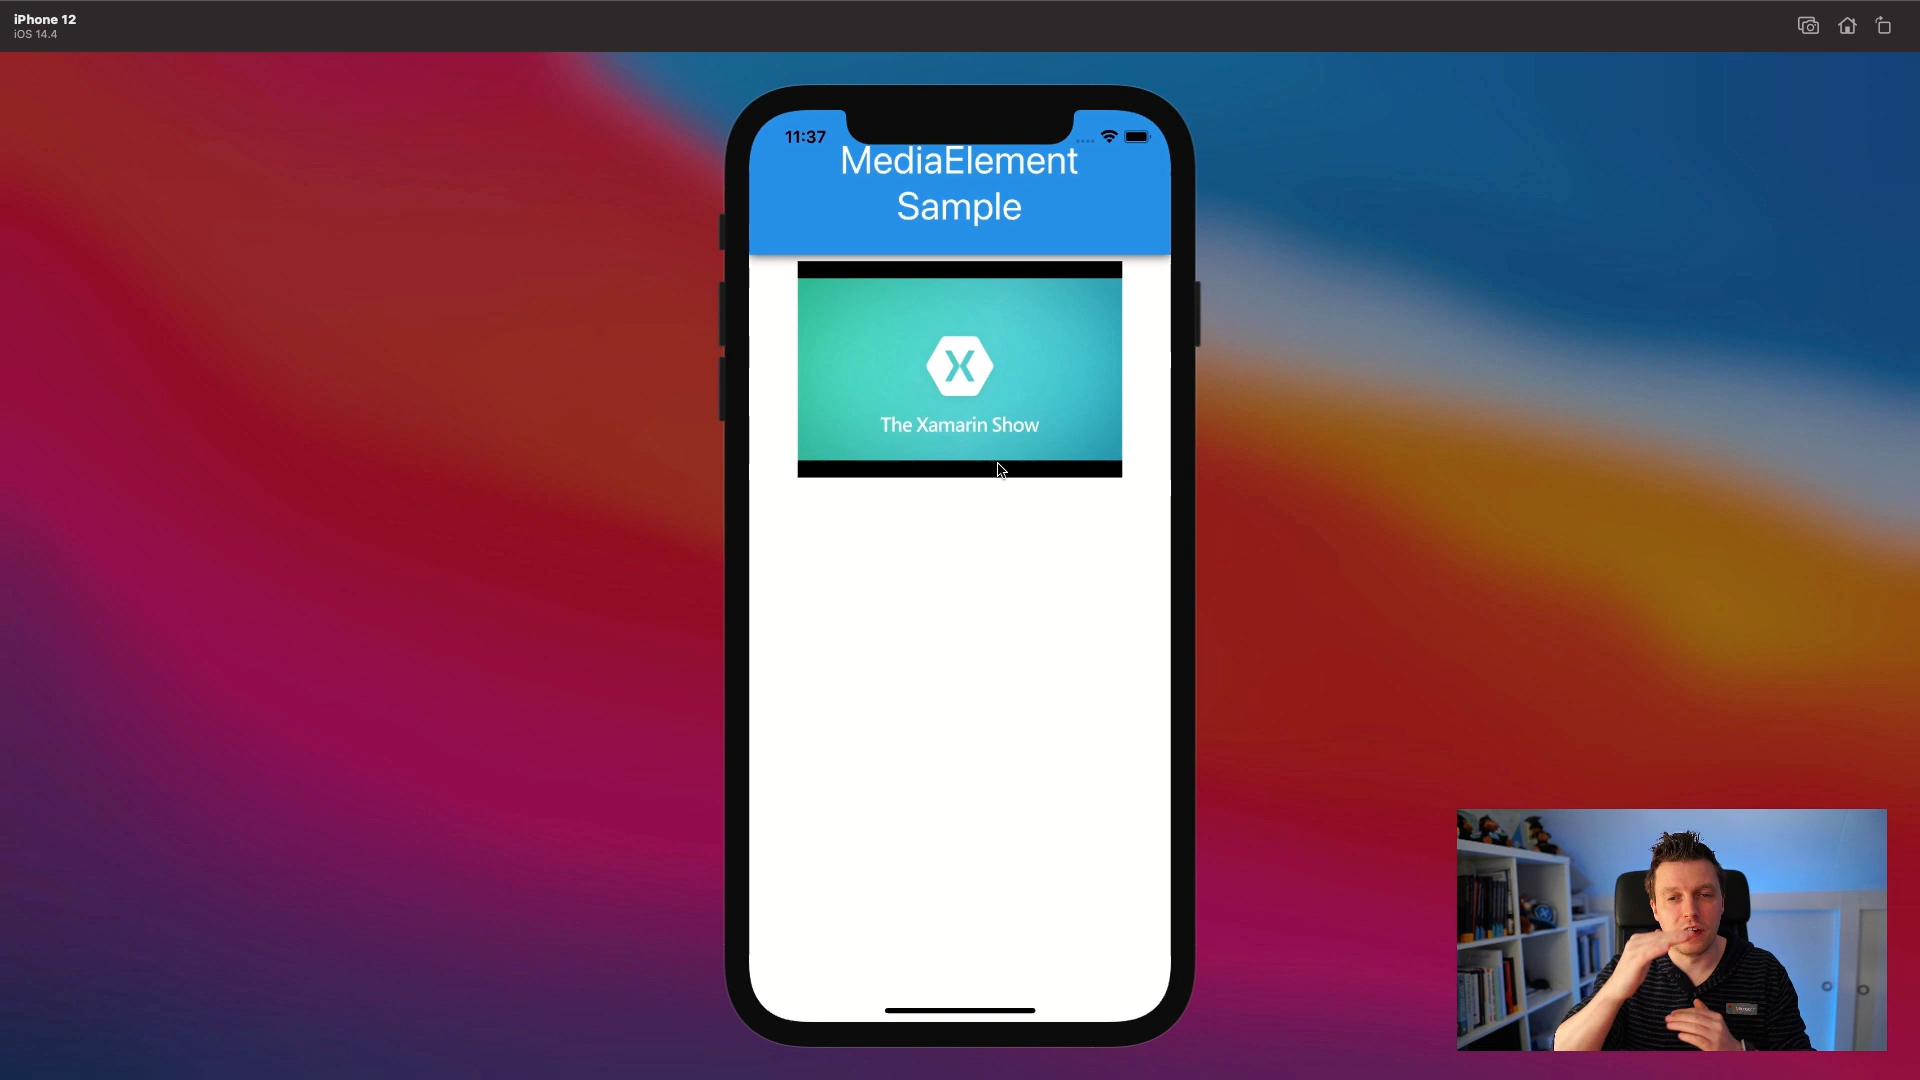 iPhone 12
iOS 14.4
11:37
MediaElement
Sample
X
The Xamarin Show